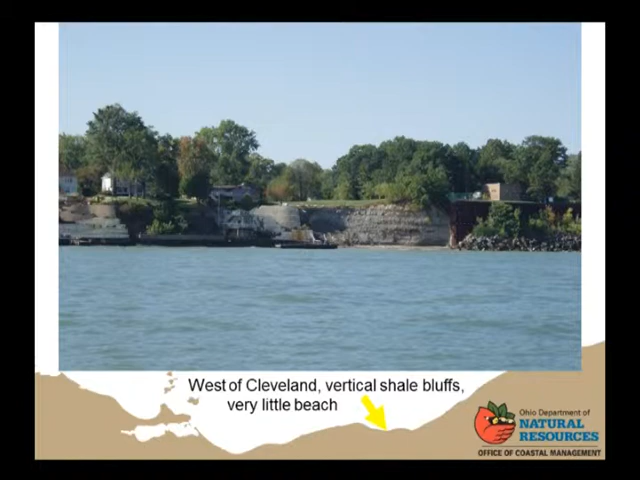 West of Cleveland, vertical shale bluffs,
very little beach
Ohio Department of
NATURAL
RESOURCES
OFFICE OF COASTAL MANAGEMENT